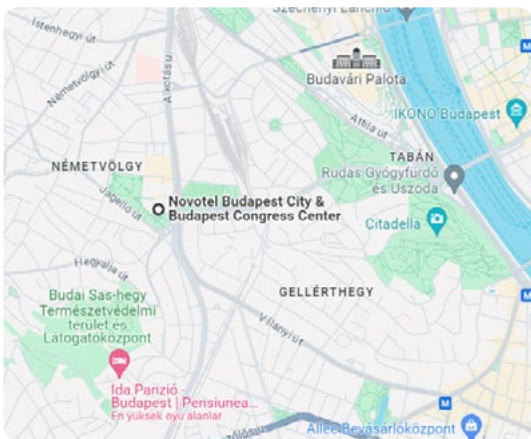 Széchenyi Lánchíd
Istenhegyi út
Alkotás u.
Budavári Palota
Németvölgyi út
IKONO Budapest
Attila út
M
NÉMETVÖLGY
TABÁN
Rudas Gyógyfürdő
és Uszoda
Jagelló út
Novotel Budapest City &
Budapest Congress Center
Citadella
Hegyalja út
GELLÉRTHEGY
Budai Sas-hegy
Természetvédelmi
terület és
Látogatóközpont
Villányi út
M
Ida Panzió -
Budapest | Pensiunea...
En yüksek oyu alanlar
M
Allee Bevásárlóközpont